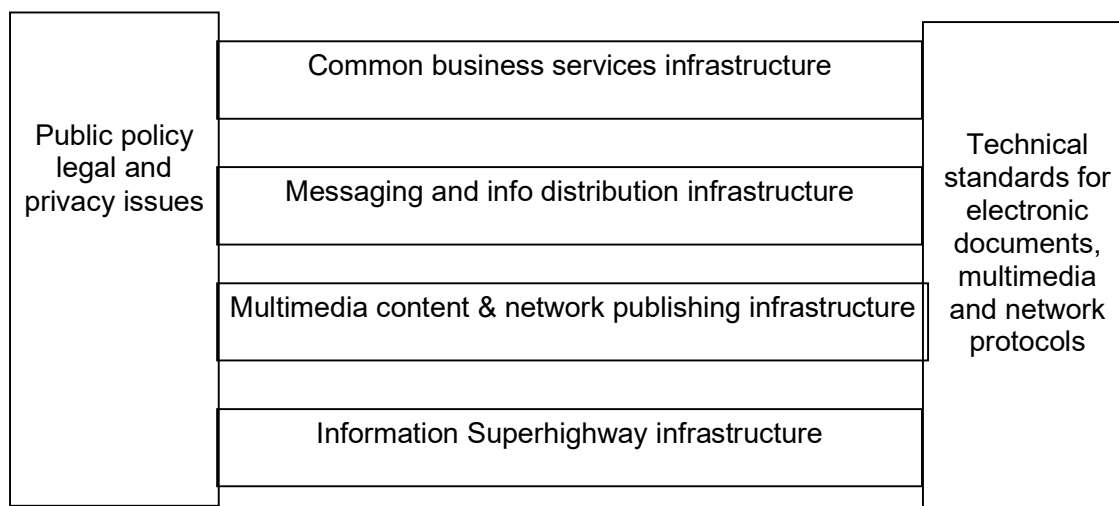 Common business services infrastructure
Public policy
legal and
privacy issues
Messaging and info distribution infrastructure
Technical
standards for
electronic
documents,
multimedia
and network
protocols
Multimedia content & network publishing infrastructure
Information Superhighway infrastructure